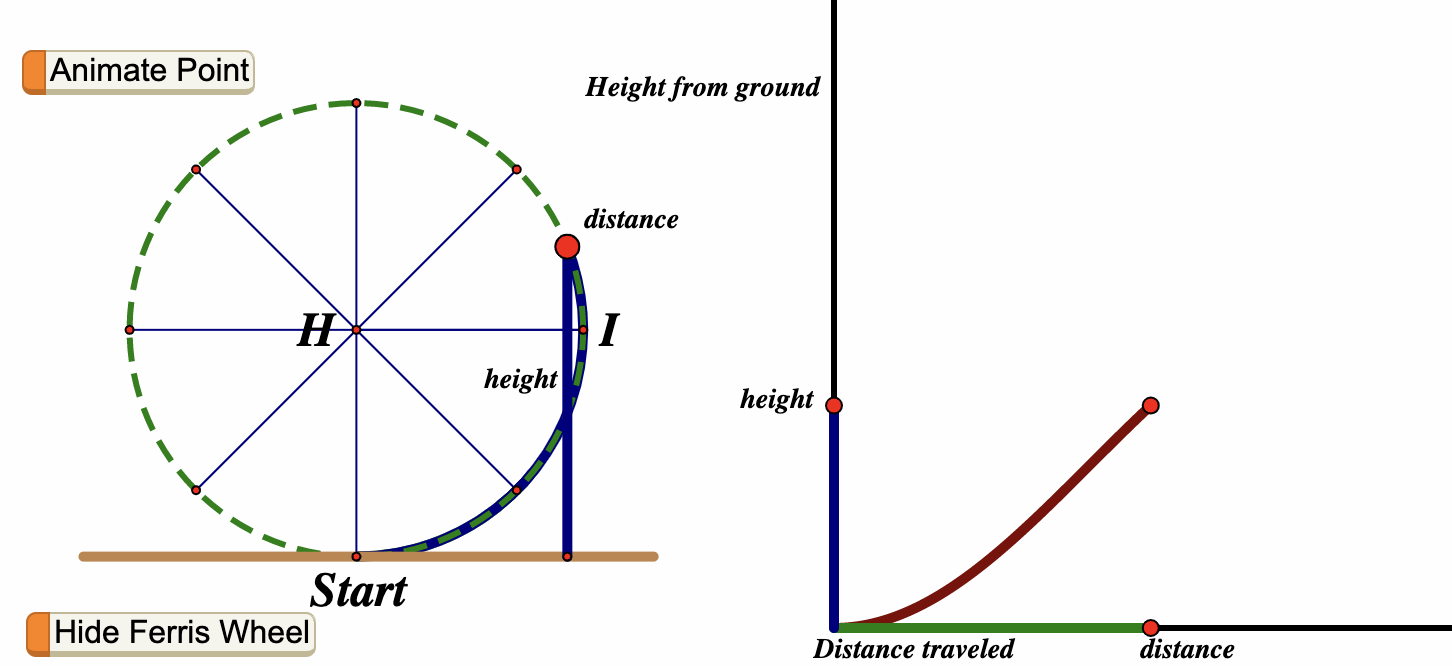 Animate Point
Height from ground
distance
H
I
height
height
Start
Hide Ferris Wheel
Distance traveled
distance